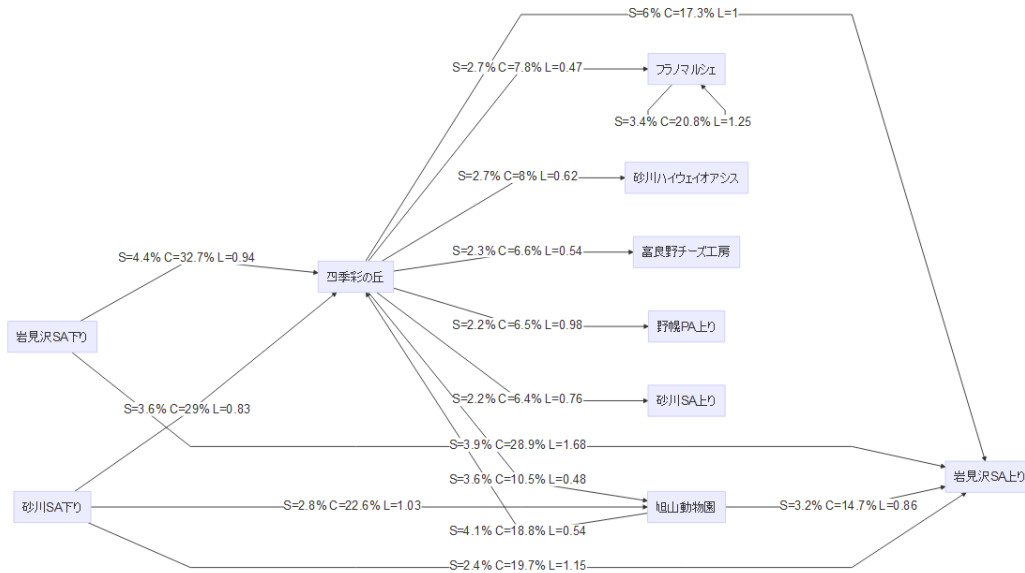 S=6% C=17.3% L=1
S=2.7% C=7.8% L=0.47
フラノマルシェ
S=3.4% C=20.8% L=1.25
S=2.7% C=8% L=0.62
砂川ハイウェイオアシス
S=4.4% C=32.7% L=0.94
四季彩の丘
S=2.3% C=6.6% L=0.54
富良野チーズ工房
岩見沢SA下り
S=2.2% C=6.5% L=0.98
野幌PA上り
S=3.6% C=29% L=0.83
S=2.2% C=6.4% L=0.76
砂川SA上り
S=3.9% C=28.9% L=1.68
S=3.6% C=10.5% L=0.48
岩見沢SA上り
砂川SA下り
S=2.8% C=22.6% L=1.03
旭山動物園
S=3.2% C=14.7% L=0.86
S=4.1% C=18.8% L=0.54
S=2.4% C=19.7% L=1.15